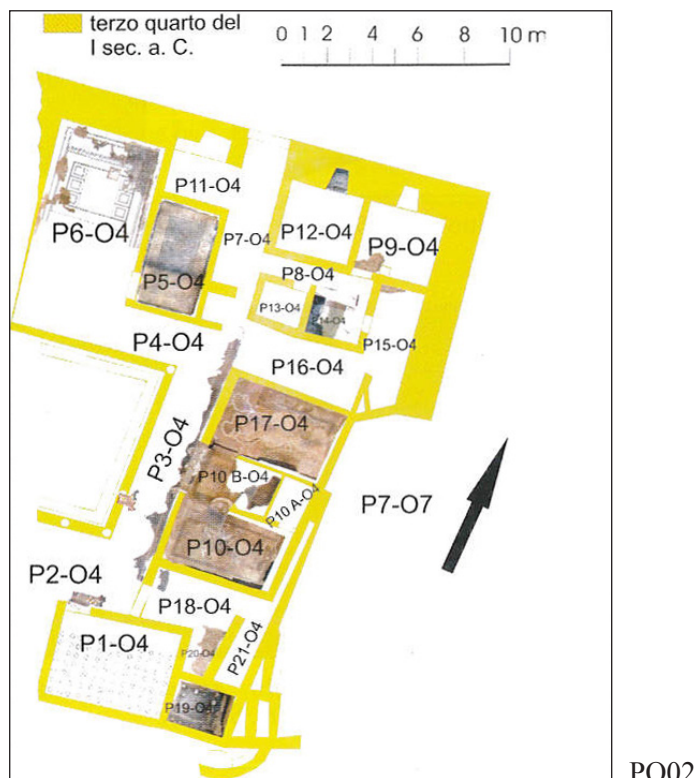 terzo quarto del
I sec. a. C.
0 1 2 4 6 8 10 m
P11-O4
P6-O4
P7-O4
P12-O4
P9-O4
P5-O4
P8-O4
P13-O4
P14-O4
P4-O4
P15-O4
P16-O4
P3-O4
P17-O4
P10 B-O4
P10 A-O4
P7-O7
P10-O4
P2-O4
P18-O4
P1-O4
P20-O4
P21-O4
P19-O4
PO02